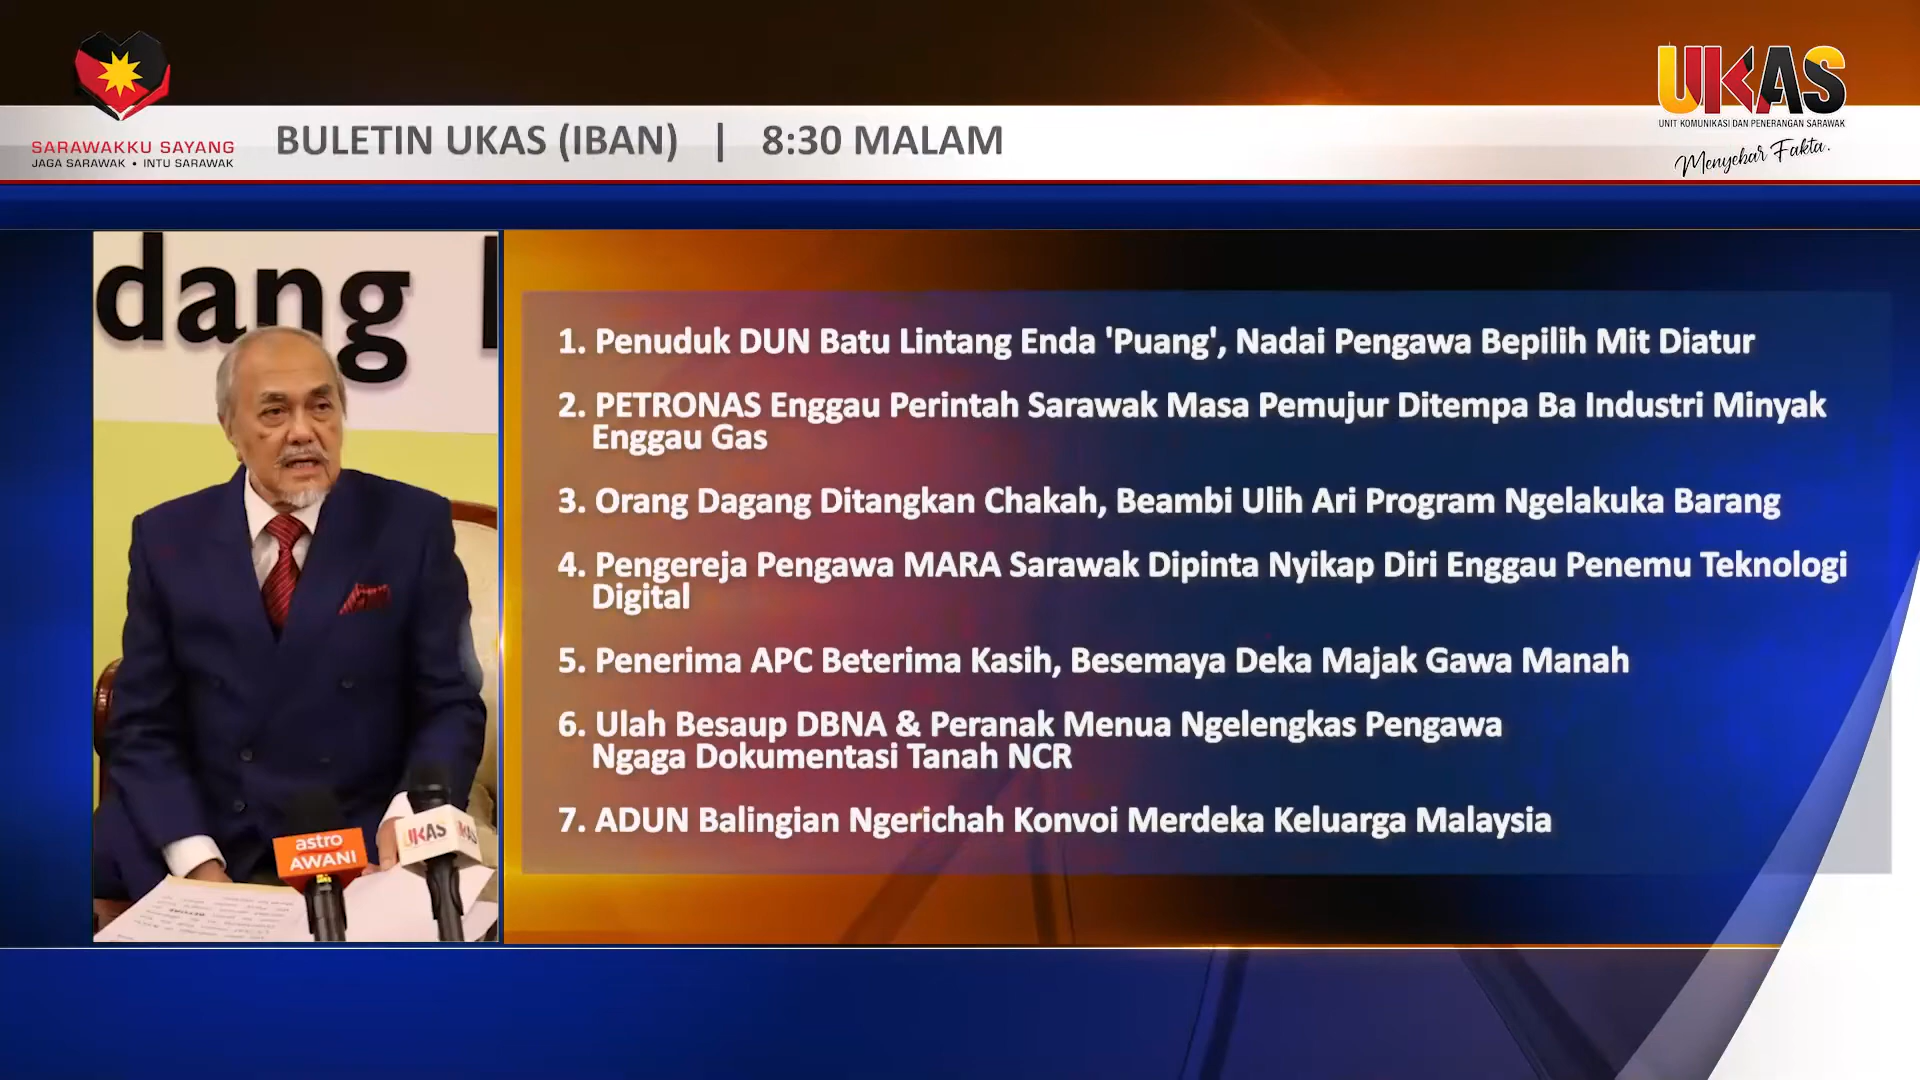 SARAWAKKU SAYANG
JAGA SARAWAK • INTU SARAWAK
BULETIN UKAS (IBAN) | 8:30 MALAM
UKAS
UNIT KOMUNIKASI DAN PENERANGAN SARAWAK
Menyebar Fakta.
dang
astro
AWANI
UKAS
1. Penuduk DUN Batu Lintang Enda 'Puang', Nadai Pengawa Bepilih Mit Diatur
2. PETRONAS Enggau Perintah Sarawak Masa Pemujur Ditempa Ba Industri Minyak
Enggau Gas
3. Orang Dagang Ditangkan Chakah, Beambi Ulih Ari Program Ngelakuka Barang
4. Pengereja Pengawa MARA Sarawak Dipinta Nyikap Diri Enggau Penemu Teknologi
Digital
5. Penerima APC Beterima Kasih, Besemaya Deka Majak Gawa Manah
6. Ulah Besaup DBNA & Peranak Menua Ngelengkas Pengawa
Ngaga Dokumentasi Tanah NCR
7. ADUN Balingian Ngerichah Konvoi Merdeka Keluarga Malaysia